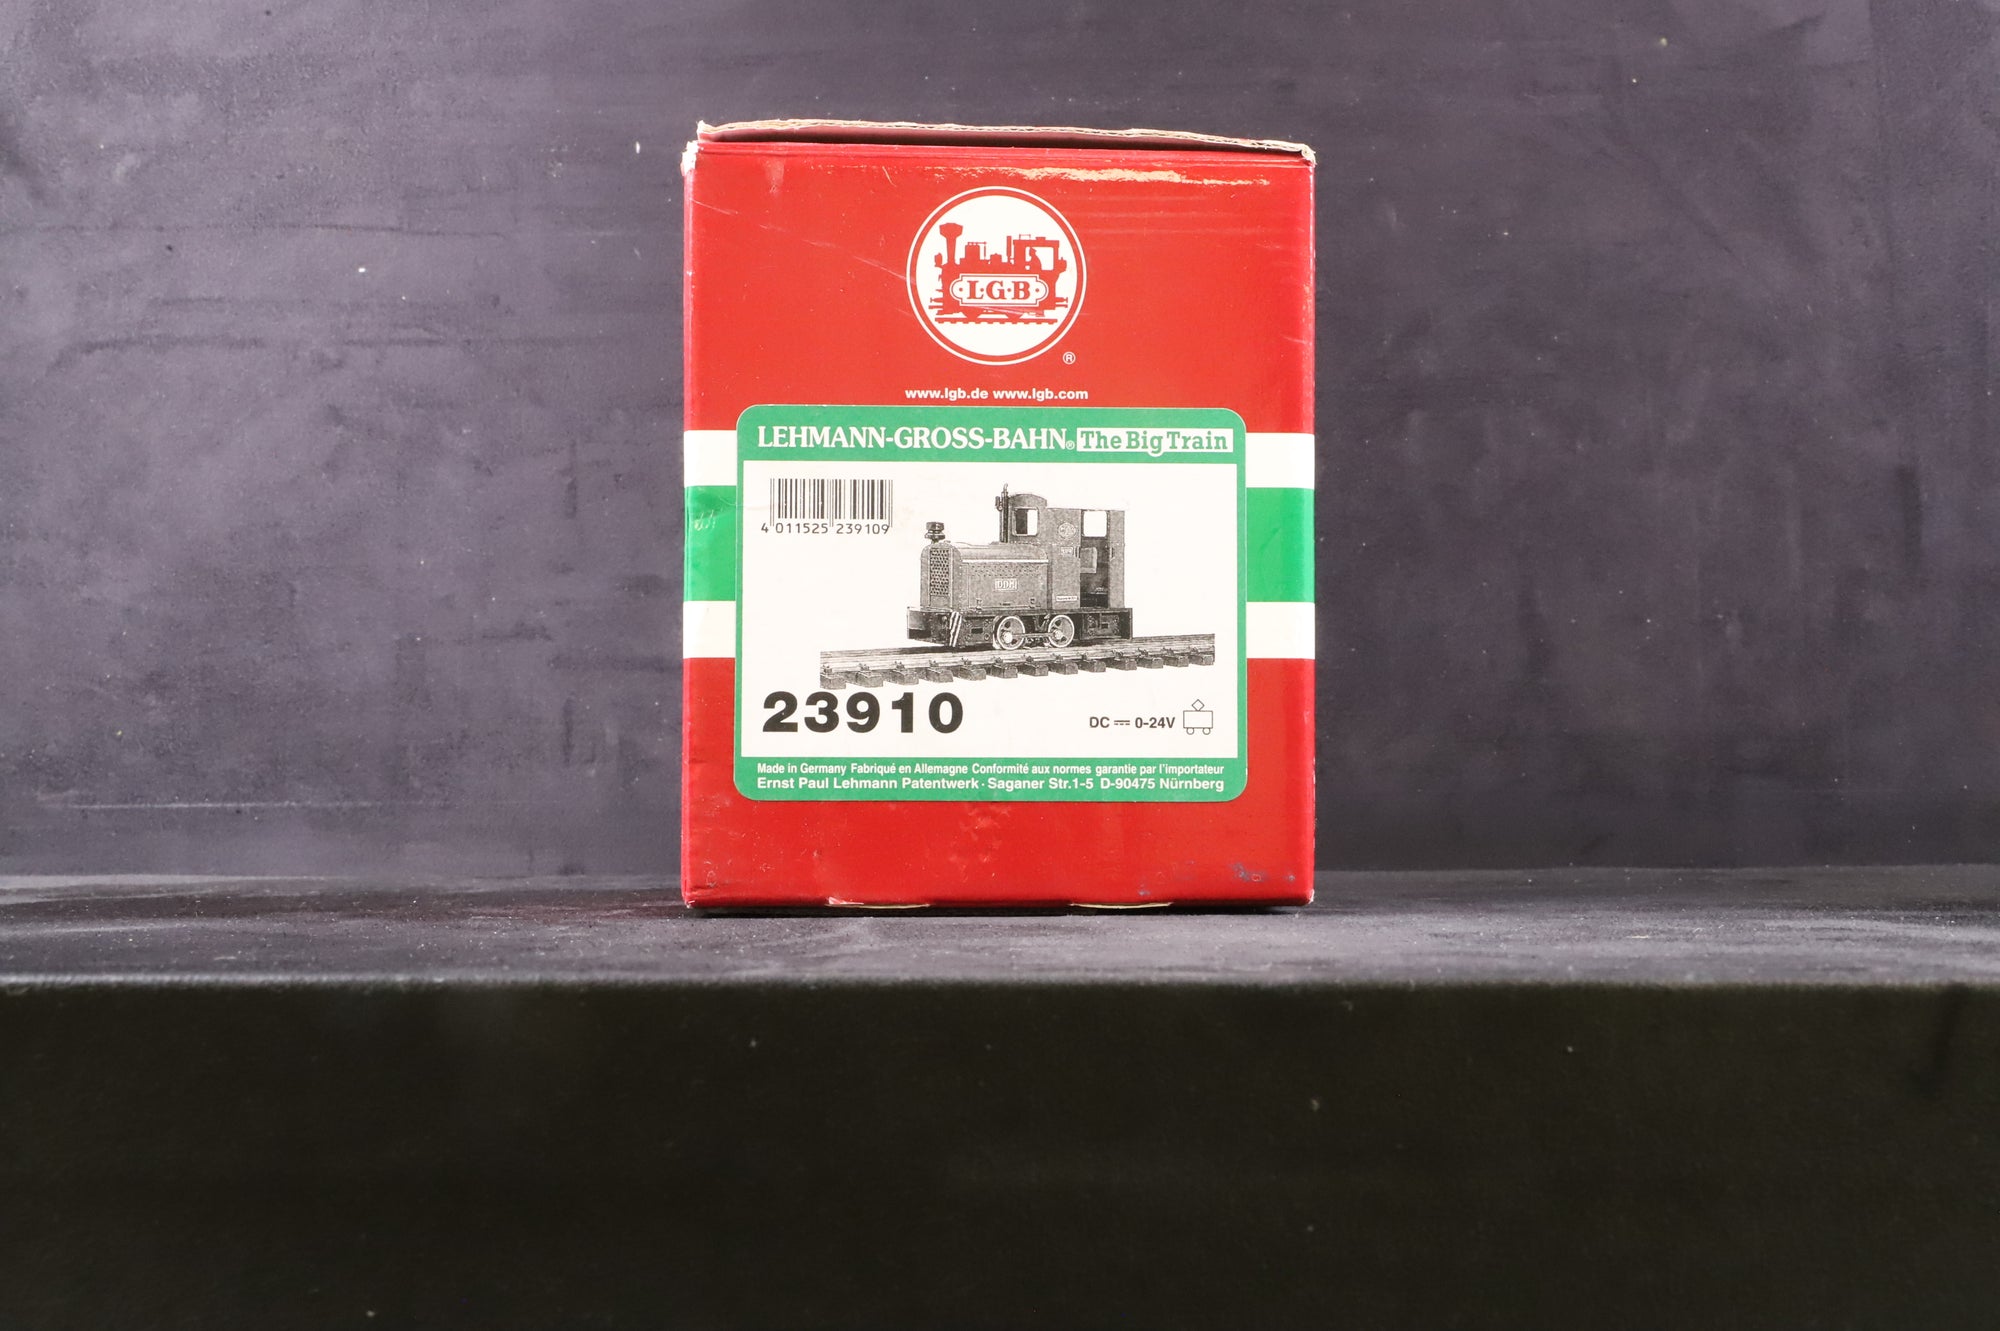 L·G·B
®
www.lgb.de www.lgb.com
LEHMANN-GROSS-BAHN® The Big Train
4 011525 239109
23910
DC 0-24V
Made in Germany Fabriqué en Allemagne Conformité aux normes garantie par l'importateur
Ernst Paul Lehmann Patentwerk · Saganer Str.1-5 D-90475 Nürnberg